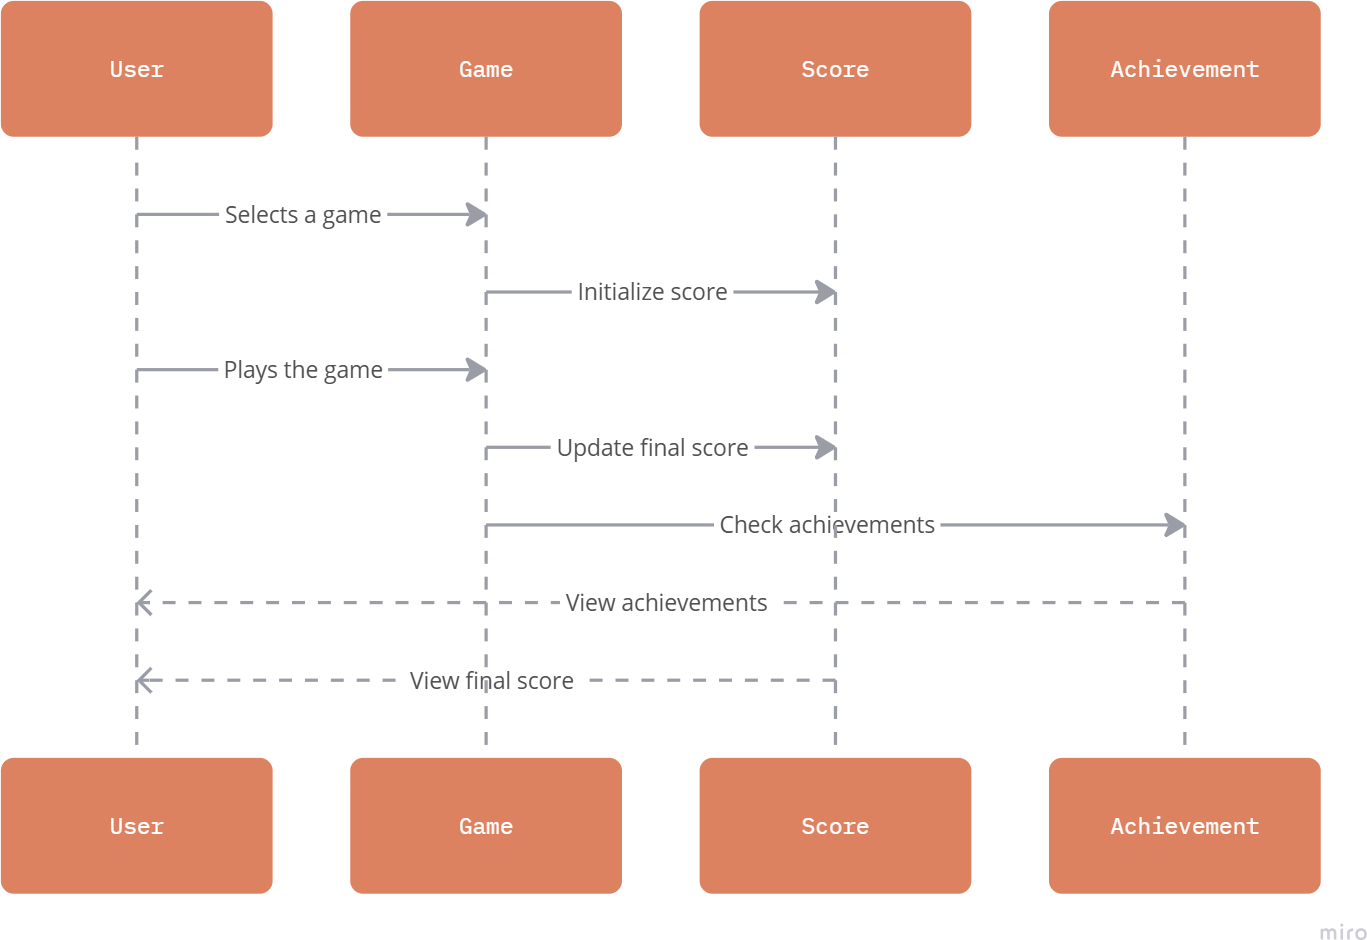 User
Game
Score
Achievement
Selects a game
Initialize score
Plays the game
Update final score
Check achievements
View achievements
View final score
User
Game
Score
Achievement
miro